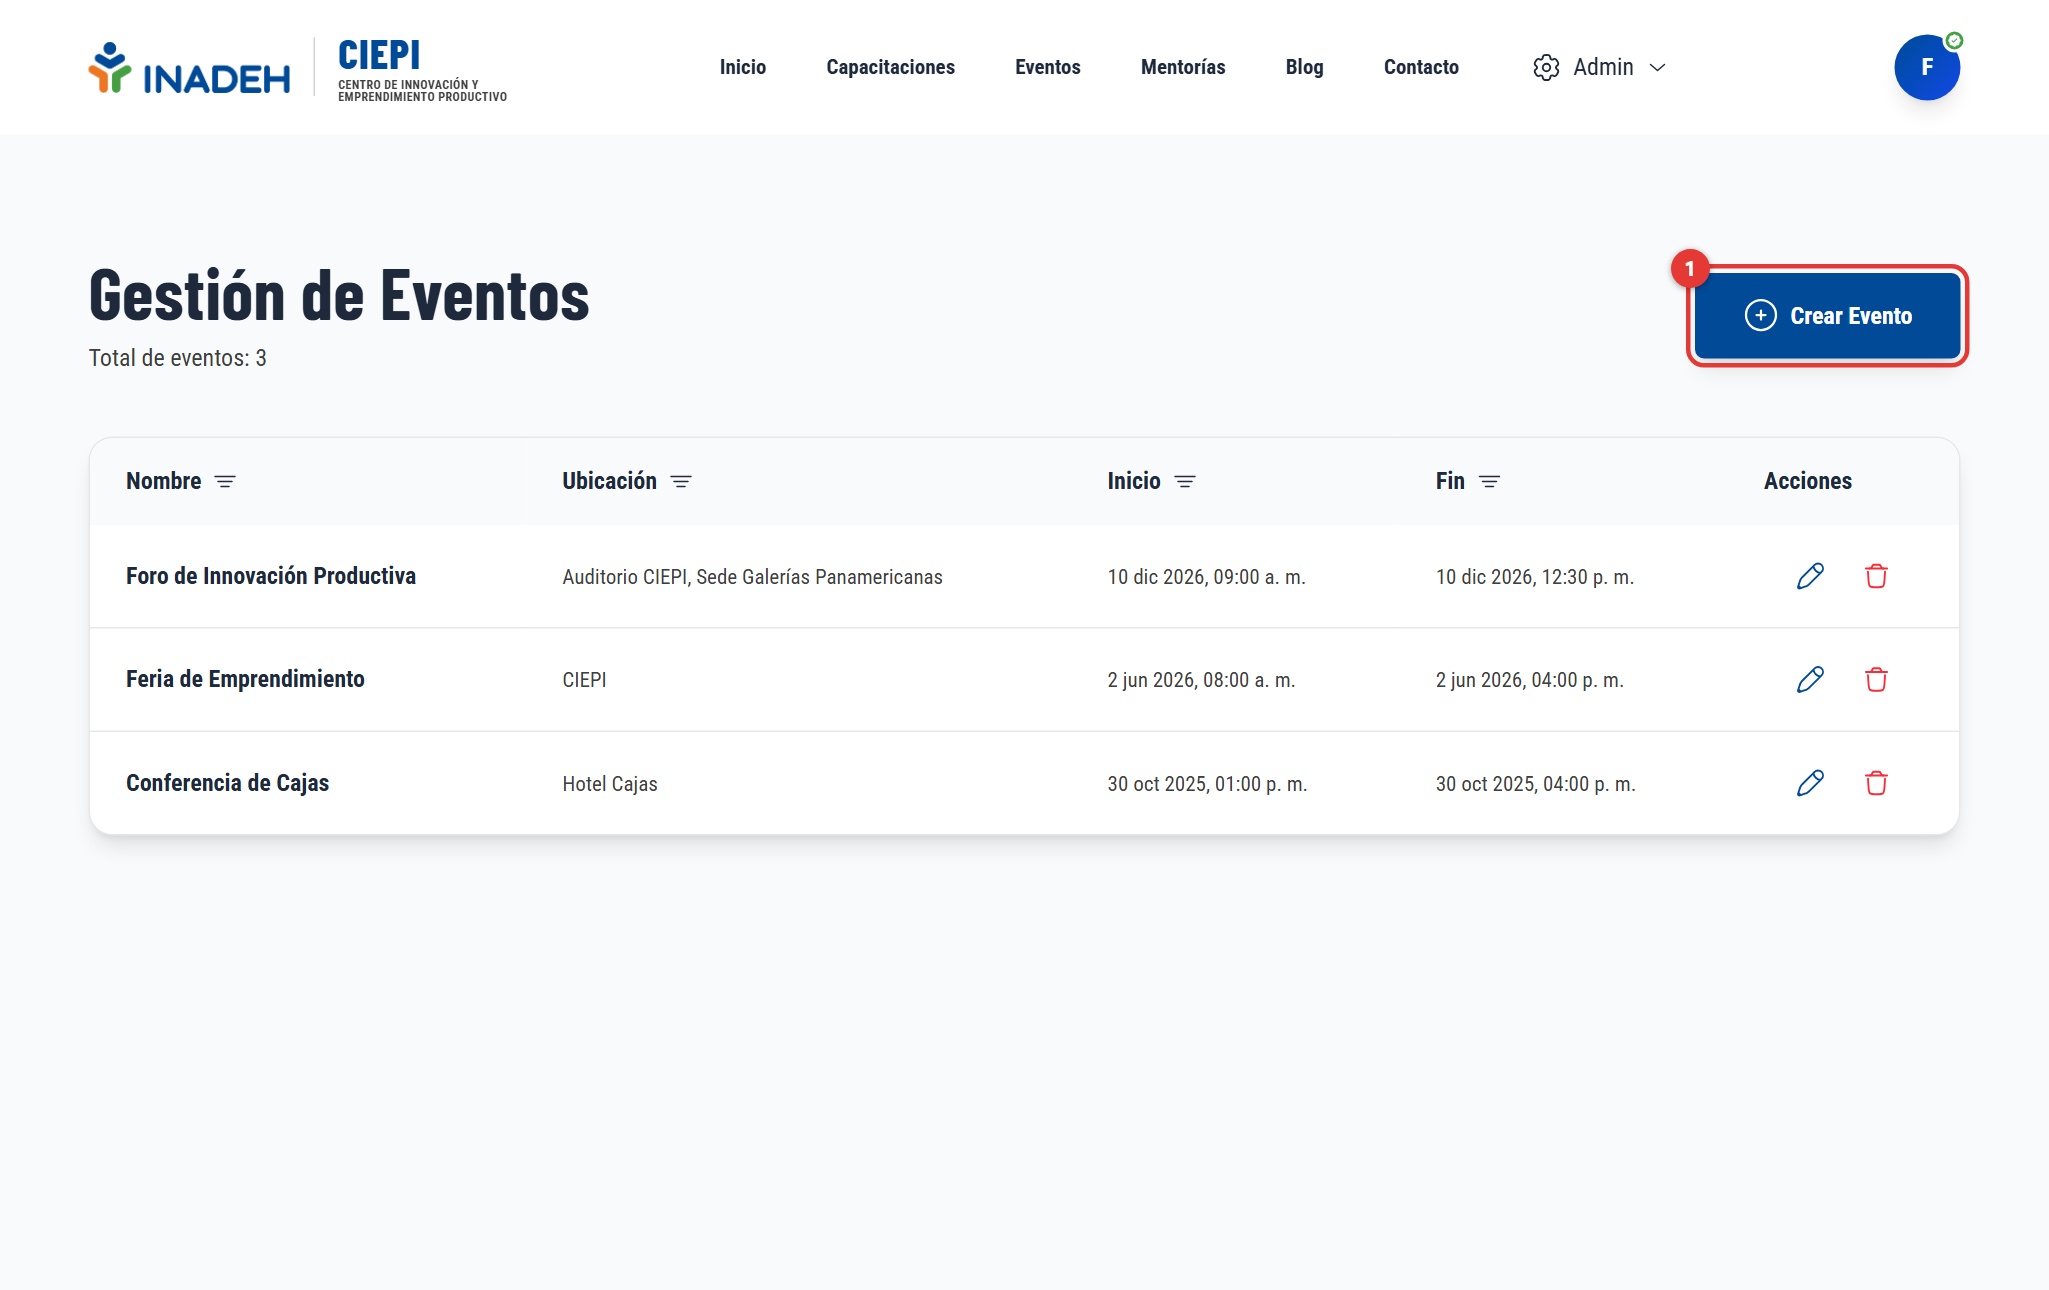 INADEH
CIEPI
CENTRO DE INNOVACIÓN Y
EMPRENDIMIENTO PRODUCTIVO
Inicio Capacitaciones Eventos Mentorías Blog Contacto Admin F
Gestión de Eventos
Total de eventos: 3
1
Crear Evento
Nombre Ubicación Inicio Fin Acciones
Foro de Innovación Productiva Auditorio CIEPI, Sede Galerías Panamericanas 10 dic 2026, 09:00 a. m. 10 dic 2026, 12:30 p. m.
Feria de Emprendimiento CIEPI 2 jun 2026, 08:00 a. m. 2 jun 2026, 04:00 p. m.
Conferencia de Cajas Hotel Cajas 30 oct 2025, 01:00 p. m. 30 oct 2025, 04:00 p. m.